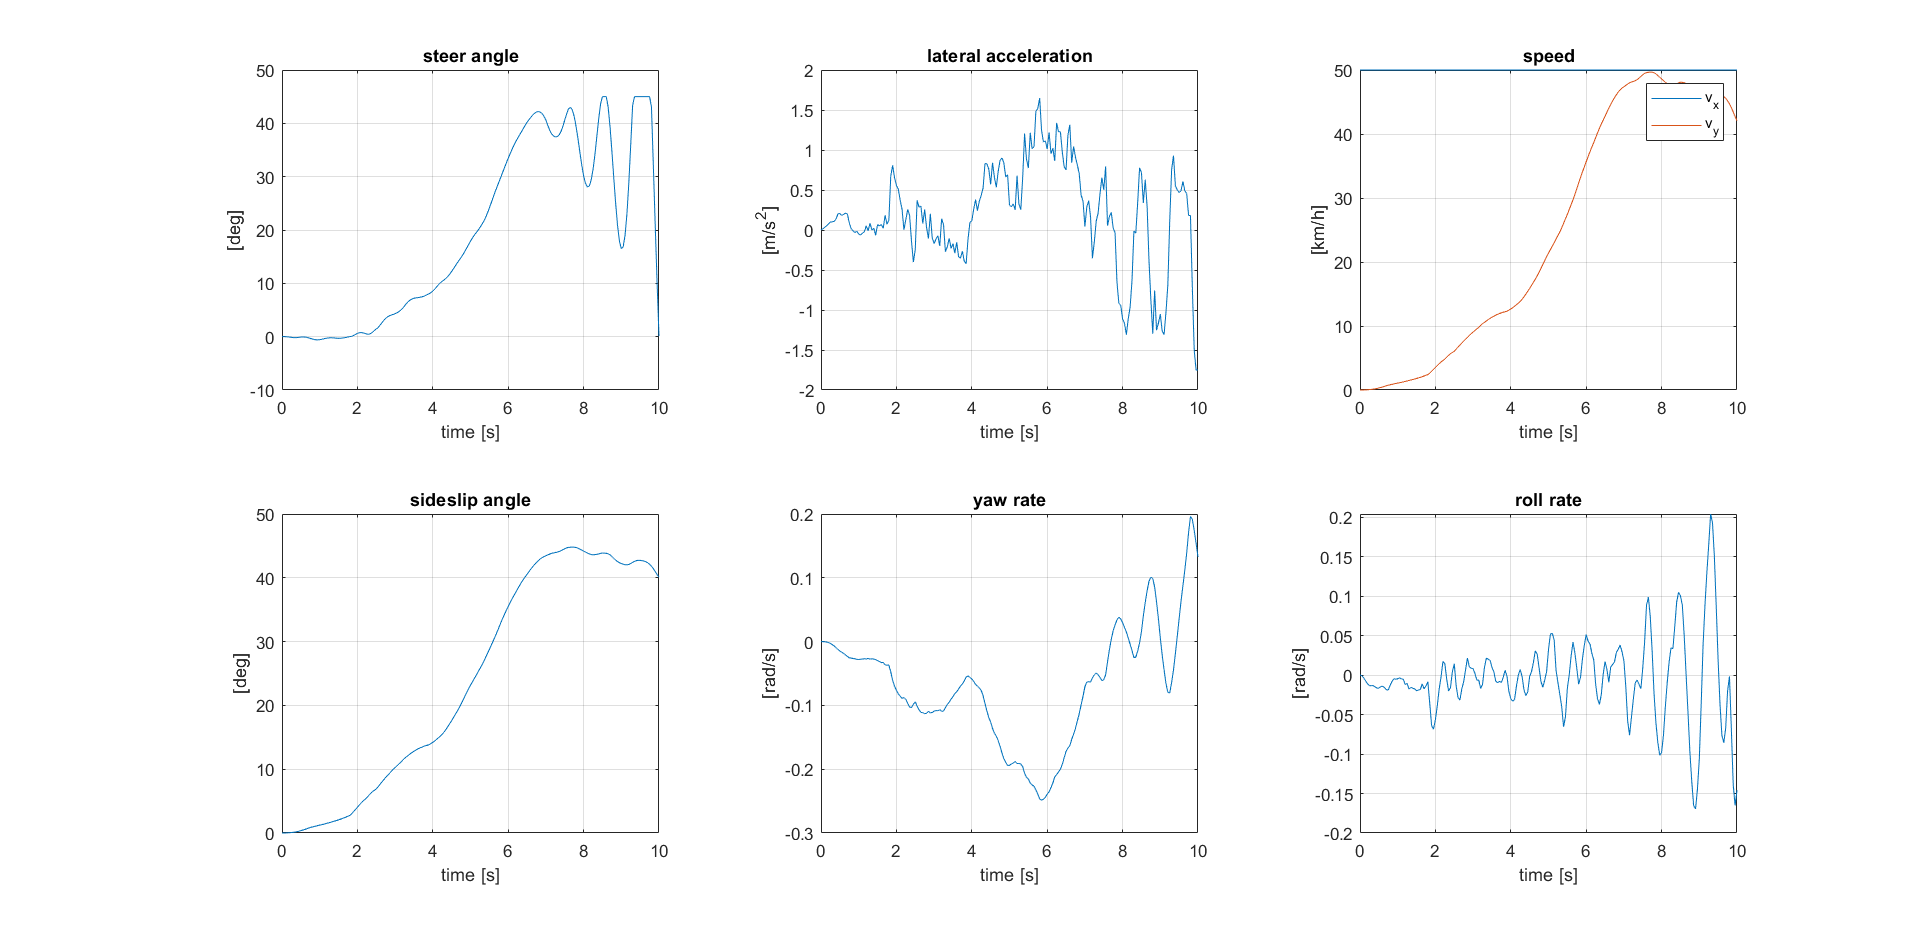 steer angle
50
40
30
20
10
0
-10
[deg]
0 2 4 6 8 10
time [s]
lateral acceleration
2
1.5
1
0.5
0
-0.5
-1
-1.5
-2
[m/s²]
0 2 4 6 8 10
time [s]
speed
50
40
30
20
10
0
[km/h]
v_x
v_y
0 2 4 6 8 10
time [s]
sideslip angle
50
40
30
20
10
0
[deg]
0 2 4 6 8 10
time [s]
yaw rate
0.2
0.1
0
-0.1
-0.2
-0.3
[rad/s]
0 2 4 6 8 10
time [s]
roll rate
0.2
0.15
0.1
0.05
0
-0.05
-0.1
-0.15
-0.2
[rad/s]
0 2 4 6 8 10
time [s]